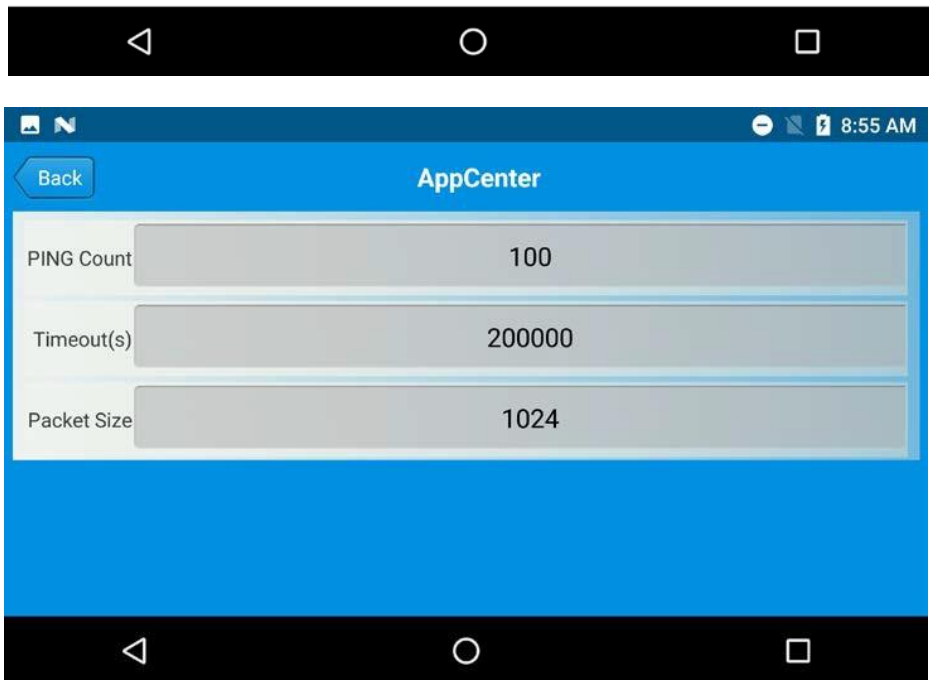 8:55 AM
Back
AppCenter
PING Count 100
Timeout(s) 200000
Packet Size 1024